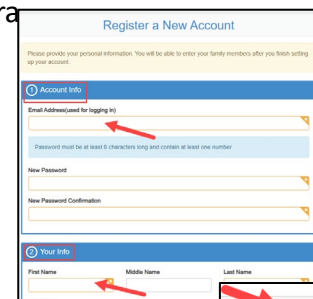 ra
Register a New Account
Please provide your personal information. You will be able to enter your family members after you finish setting
up your account.
1 Account Info
Email Address(used for logging in)
Password must be at least 6 characters long and contain at least one number
New Password
New Password Confirmation
2 Your Info
First Name Middle Name Last Name